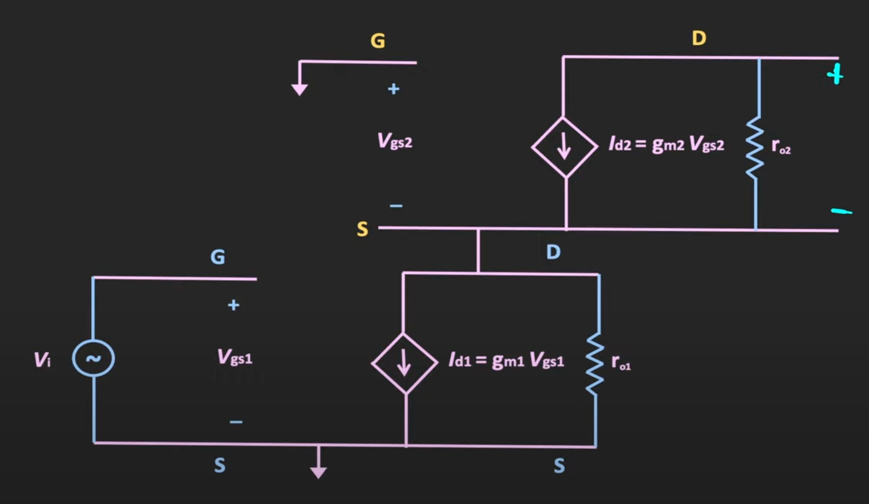 G
D
+
+
Vgs2
Id2 = gm2 Vgs2
ro2
−
−
S
G
D
+
Vi
~
Vgs1
Id1 = gm1 Vgs1
ro1
−
S
S